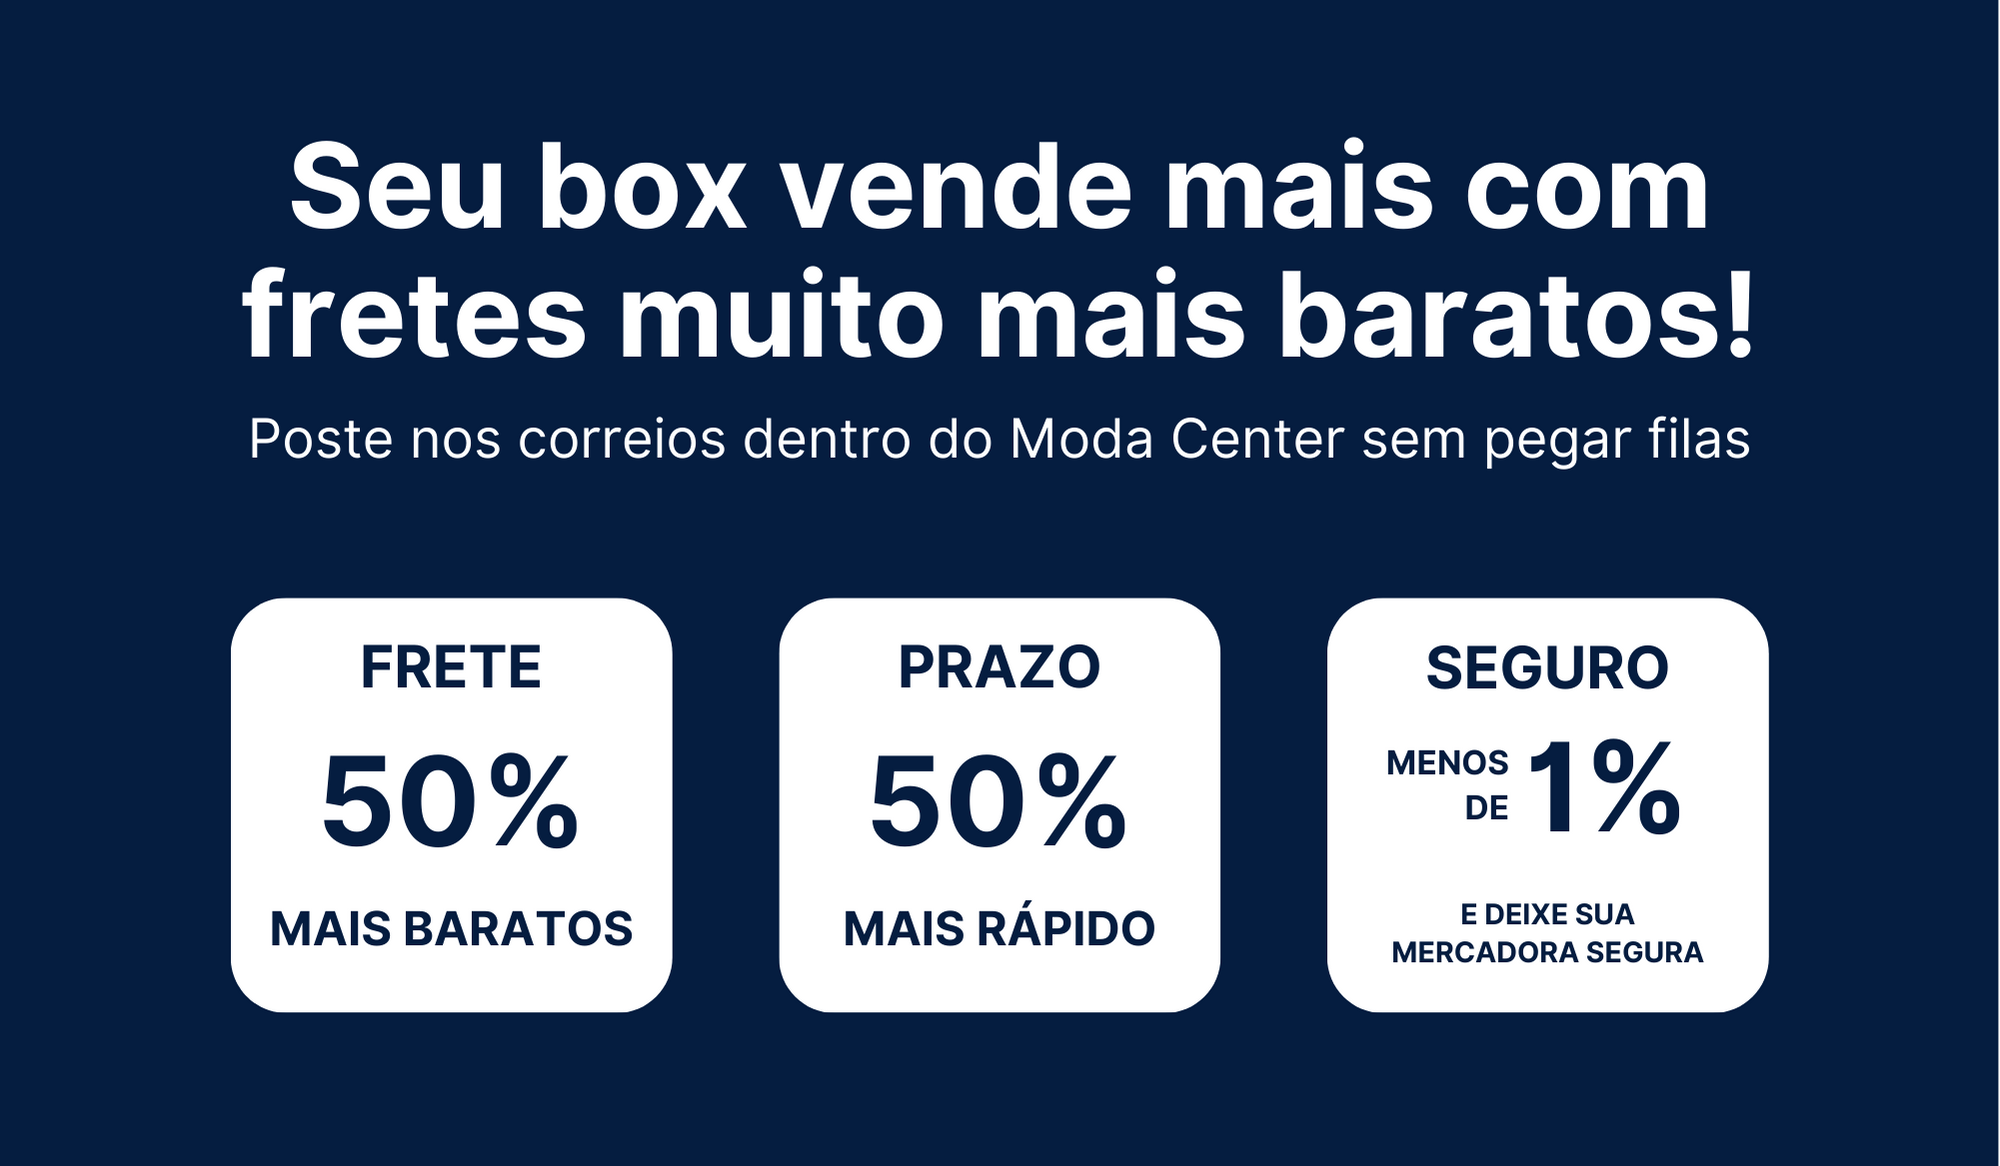 Seu box vende mais com
fretes muito mais baratos!
Poste nos correios dentro do Moda Center sem pegar filas
FRETE
50%
MAIS BARATOS
PRAZO
50%
MAIS RÁPIDO
SEGURO
MENOS
DE
1%
E DEIXE SUA
MERCADORA SEGURA